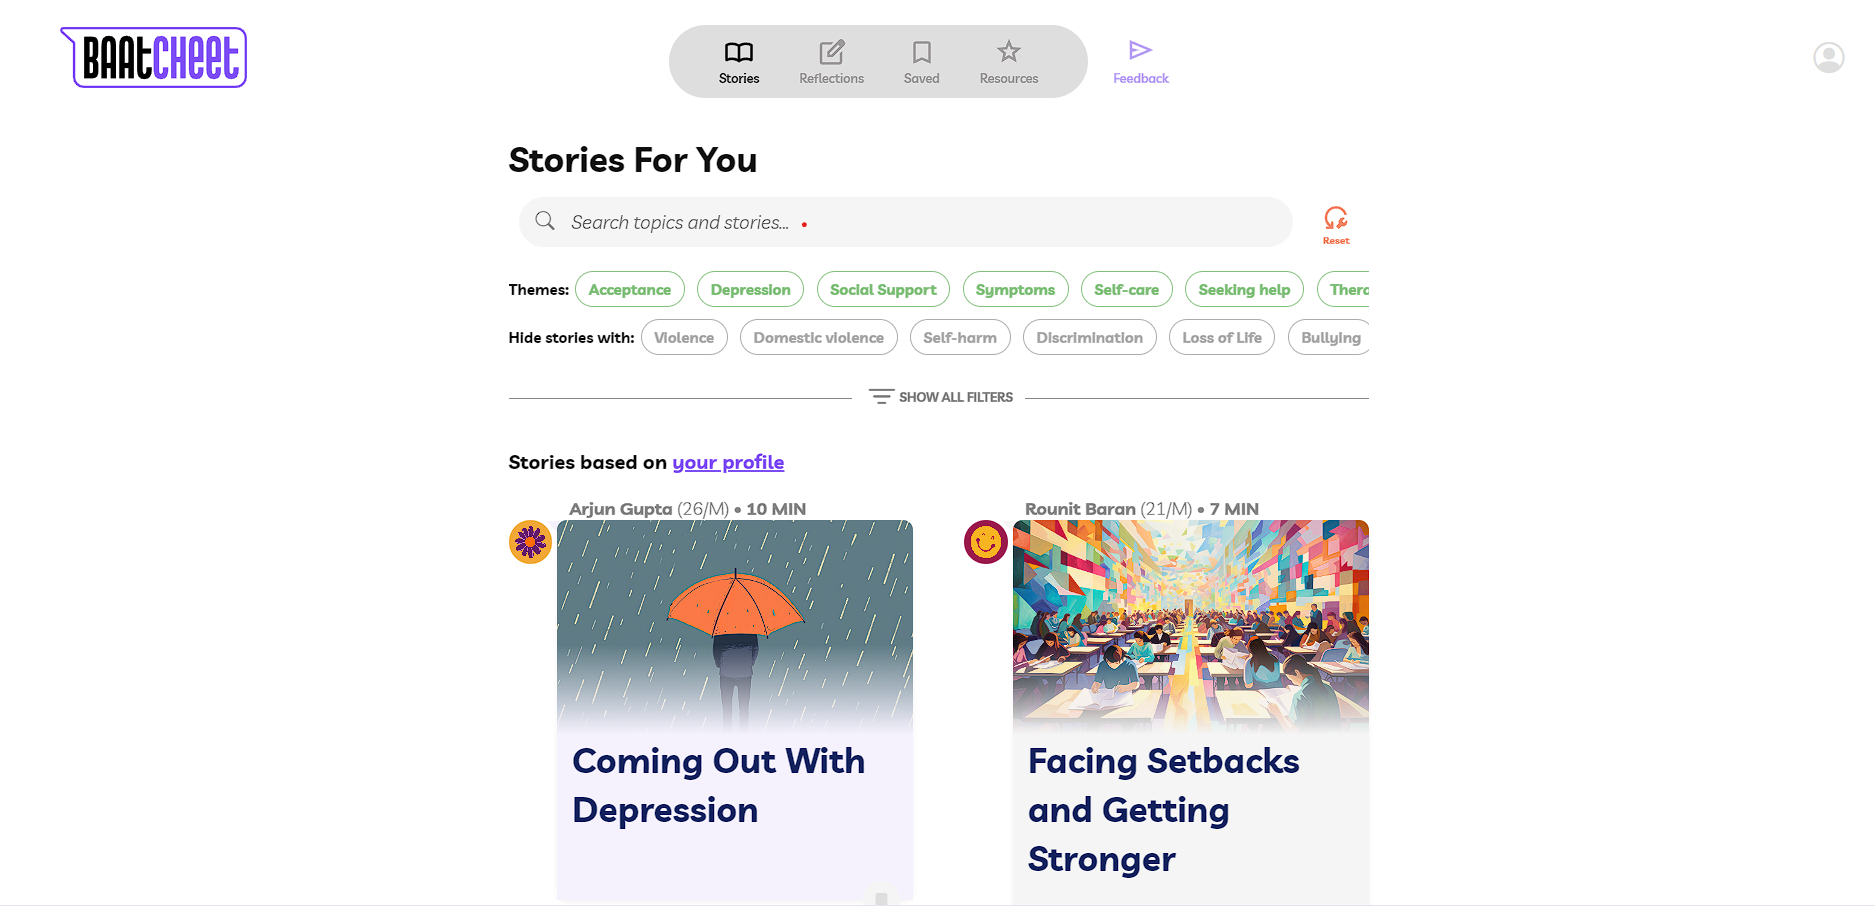 BAAtCHEEt
Stories
Reflections
Saved
Resources
Feedback
Stories For You
Search topics and stories...
Reset
Themes: Acceptance Depression Social Support Symptoms Self-care Seeking help
Hide stories with: Violence Domestic violence Self-harm Discrimination Loss of Life Bullying
SHOW ALL FILTERS
Stories based on your profile
Arjun Gupta (26/M) • 10 MIN
Coming Out With
Depression
Rounit Baran (21/M) • 7 MIN
Facing Setbacks
and Getting
Stronger